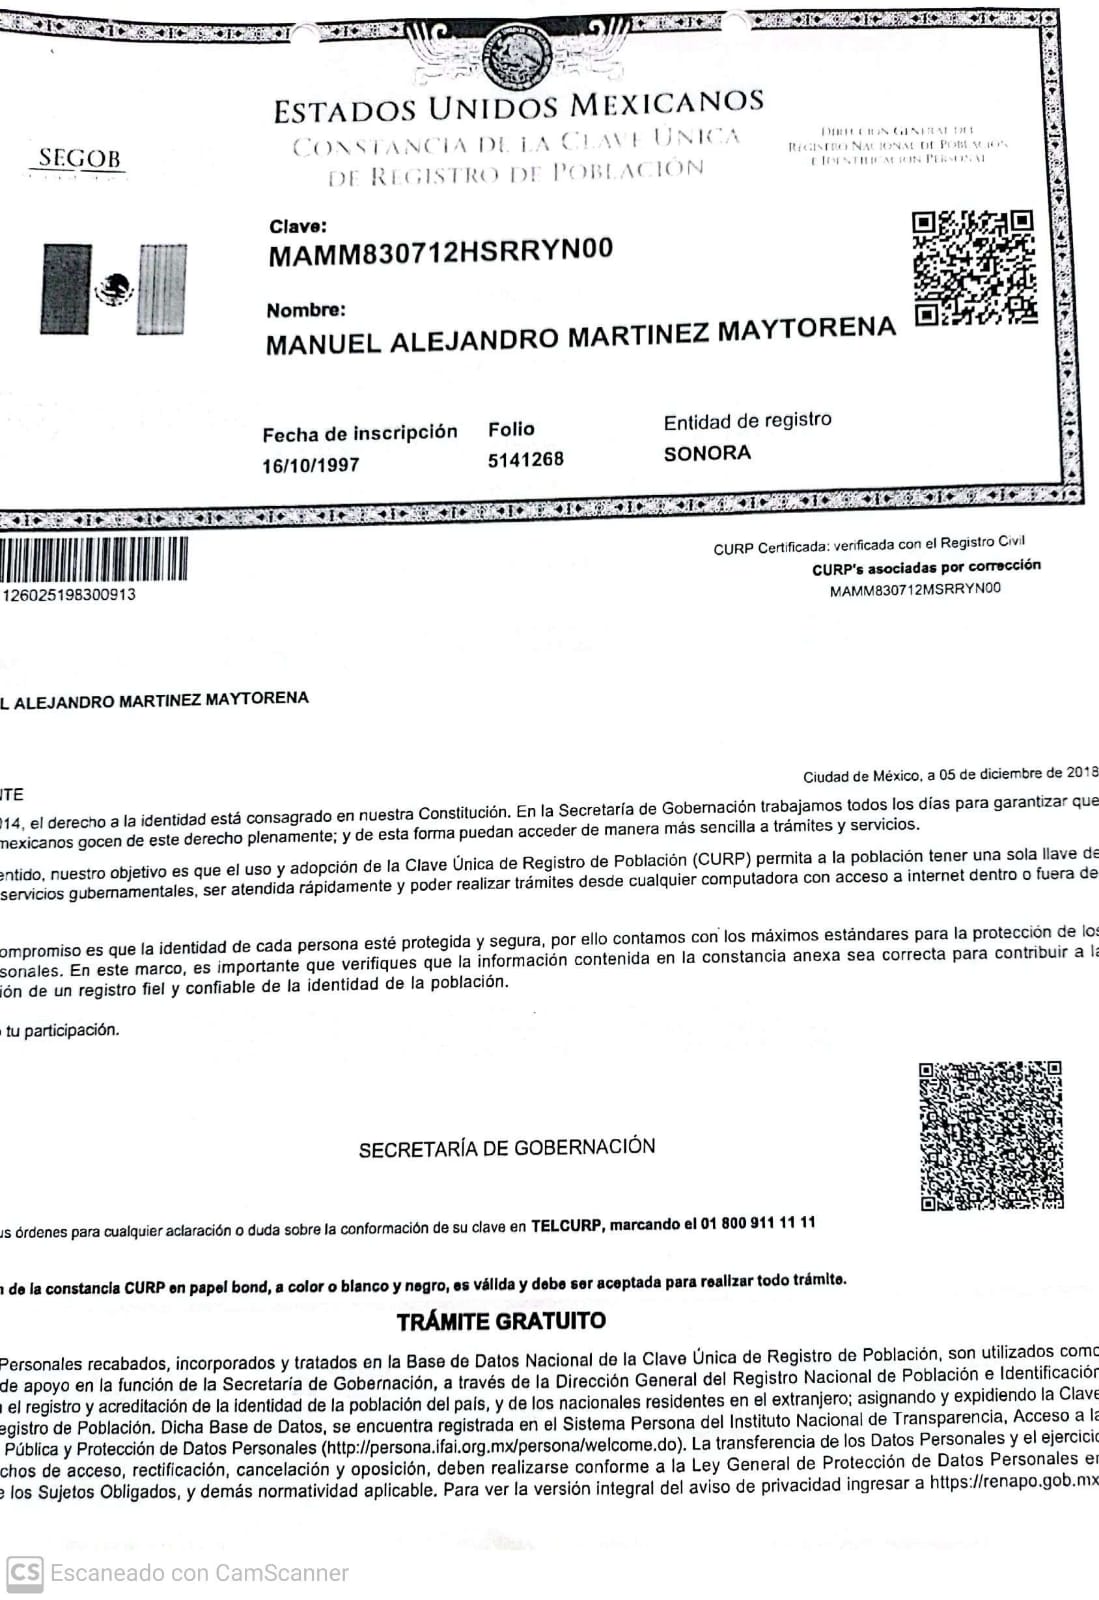 ESTADOS UNIDOS MEXICANOS
CONSTANCIA DE LA CLAVE ÚNICA
DE REGISTRO DE POBLACIÓN
SEGOB
DIRECCIÓN GENERAL DEL
REGISTRO NACIONAL DE POBLACIÓN
E IDENTIFICACIÓN PERSONAL
Clave:
MAMM830712HSRRYN00
Nombre:
MANUEL ALEJANDRO MARTINEZ MAYTORENA
Fecha de inscripción Folio Entidad de registro
16/10/1997 5141268 SONORA
126025198300913
CURP Certificada: verificada con el Registro Civil
CURP's asociadas por corrección
MAMM830712MSRRYN00
L ALEJANDRO MARTINEZ MAYTORENA
Ciudad de México, a 05 de diciembre de 2018
NTE
014, el derecho a la identidad está consagrado en nuestra Constitución. En la Secretaría de Gobernación trabajamos todos los días para garantizar que
mexicanos gocen de este derecho plenamente; y de esta forma puedan acceder de manera más sencilla a trámites y servicios.
entido, nuestro objetivo es que el uso y adopción de la Clave Única de Registro de Población (CURP) permita a la población tener una sola llave de
servicios gubernamentales, ser atendida rápidamente y poder realizar trámites desde cualquier computadora con acceso a internet dentro o fuera de
ompromiso es que la identidad de cada persona esté protegida y segura, por ello contamos con los máximos estándares para la protección de los
sonales. En este marco, es importante que verifiques que la información contenida en la constancia anexa sea correcta para contribuir a la
ión de un registro fiel y confiable de la identidad de la población.
o tu participación.
SECRETARÍA DE GOBERNACIÓN
us órdenes para cualquier aclaración o duda sobre la conformación de su clave en TELCURP, marcando el 01 800 911 11 11
n de la constancia CURP en papel bond, a color o blanco y negro, es válida y debe ser aceptada para realizar todo trámite.
TRÁMITE GRATUITO
Personales recabados, incorporados y tratados en la Base de Datos Nacional de la Clave Única de Registro de Población, son utilizados como
de apoyo en la función de la Secretaría de Gobernación, a través de la Dirección General del Registro Nacional de Población e Identificación
n el registro y acreditación de la identidad de la población del país, y de los nacionales residentes en el extranjero; asignando y expidiendo la Clave
egistro de Población. Dicha Base de Datos, se encuentra registrada en el Sistema Persona del Instituto Nacional de Transparencia, Acceso a la
Pública y Protección de Datos Personales (http://persona.ifai.org.mx/persona/welcome.do). La transferencia de los Datos Personales y el ejercicio
chos de acceso, rectificación, cancelación y oposición, deben realizarse conforme a la Ley General de Protección de Datos Personales en
e los Sujetos Obligados, y demás normatividad aplicable. Para ver la versión integral del aviso de privacidad ingresar a https://renapo.gob.mx
CS Escaneado con CamScanner